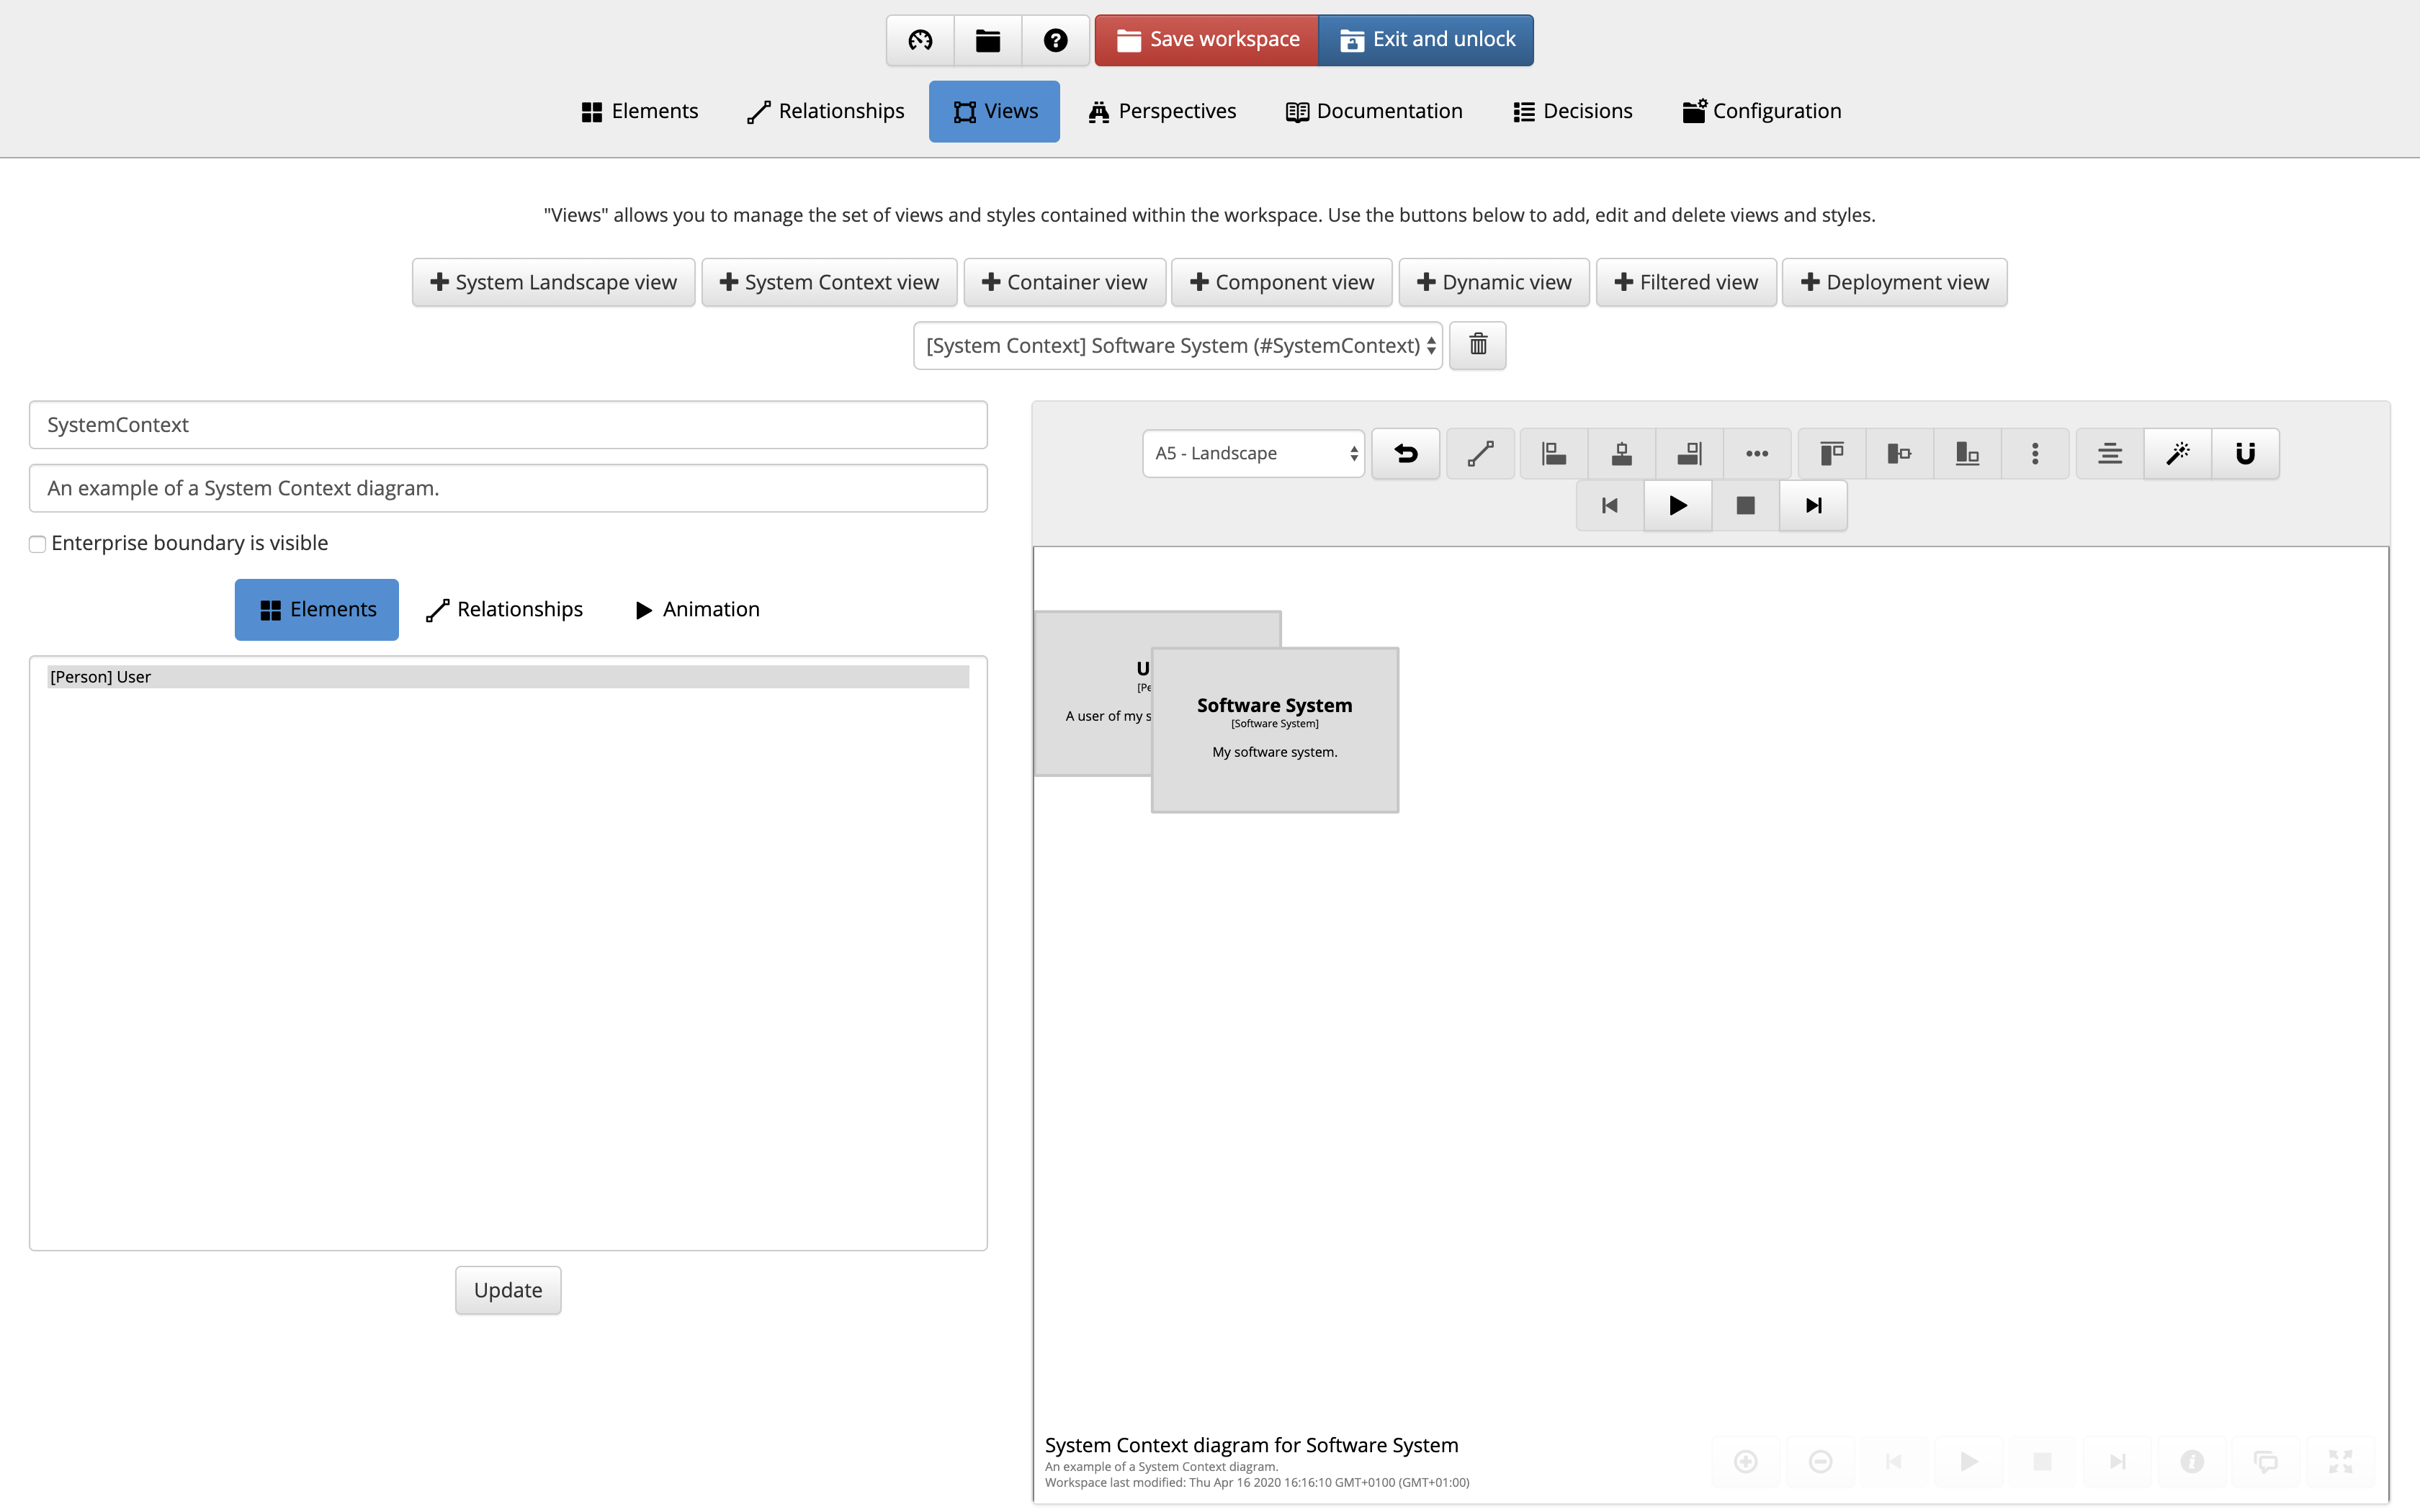 Save workspace
Exit and unlock
Elements
Relationships
Views
Perspectives
Documentation
Decisions
Configuration
"Views" allows you to manage the set of views and styles contained within the workspace. Use the buttons below to add, edit and delete views and styles.
System Landscape view
System Context view
Container view
Component view
Dynamic view
Filtered view
Deployment view
[System Context] Software System (#SystemContext)
SystemContext
An example of a System Context diagram.
Enterprise boundary is visible
Elements
Relationships
Animation
[Person] User
Update
A5 - Landscape
U
[Pe
A user of my s
Software System
[Software System]
My software system.
System Context diagram for Software System
An example of a System Context diagram.
Workspace last modified: Thu Apr 16 2020 16:16:10 GMT+0100 (GMT+01:00)